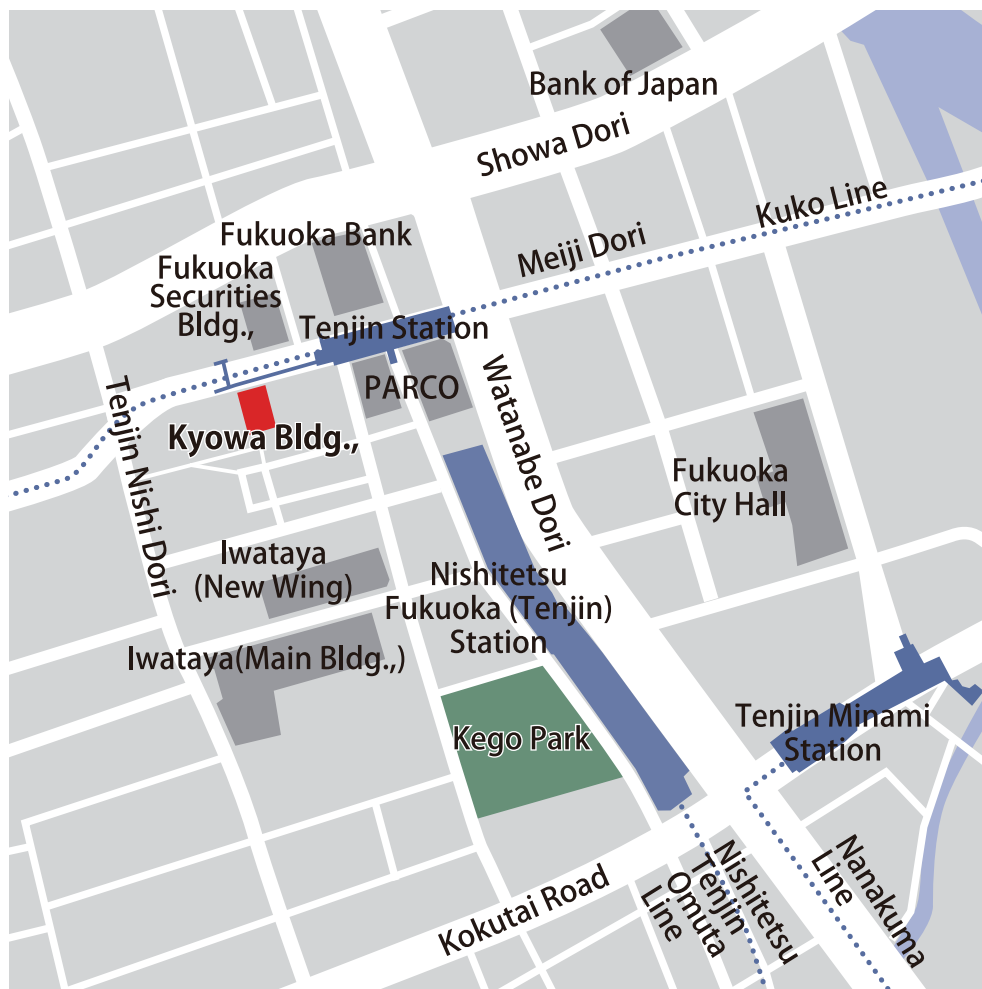 Bank of Japan
Showa Dori
Kuko Line
Meiji Dori
Fukuoka Bank
Fukuoka
Securities
Bldg.,
Tenjin Station
PARCO
Watanabe Dori
Tenjin Nishi Dori
Kyowa Bldg.,
Fukuoka
City Hall
Iwataya
(New Wing)
Nishitetsu
Fukuoka (Tenjin)
Station
Iwataya(Main Bldg.,)
Kego Park
Tenjin Minami
Station
Kokutai Road
Nishitetsu
Tenjin
Omuta
Line
Nanakuma
Line